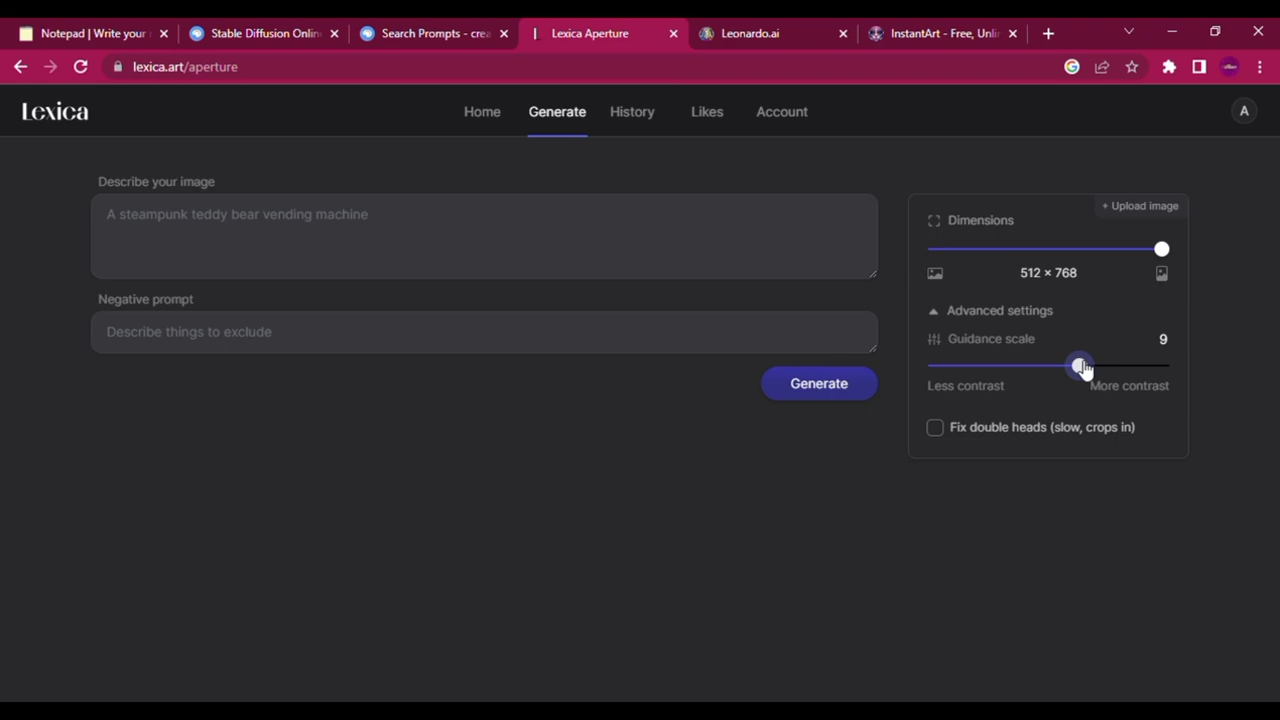 Notepad | Write your
Stable Diffusion Onlin
Search Prompts - crea
Lexica Aperture
Leonardo.ai
InstantArt - Free, Unli
lexica.art/aperture
Lexica
Home
Generate
History
Likes
Account
A
Describe your image
A steampunk teddy bear vending machine
Negative prompt
Describe things to exclude
Generate
+ Upload image
Dimensions
512 × 768
Advanced settings
Guidance scale
9
Less contrast
More contrast
Fix double heads (slow, crops in)